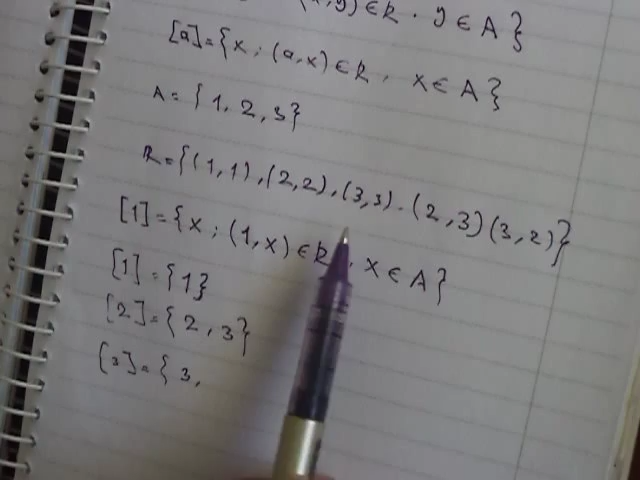 ,y) ∈ R . y ∈ A}
[a]={x ; (a,x) ∈ R , x ∈ A}
A = {1, 2, 3}
R={(1,1),(2,2),(3,3).(2,3)(3,2)}
[1]={x ; (1,x) ∈ R , x ∈ A}
[1]={1}
[2]={2,3}
[3]={3,